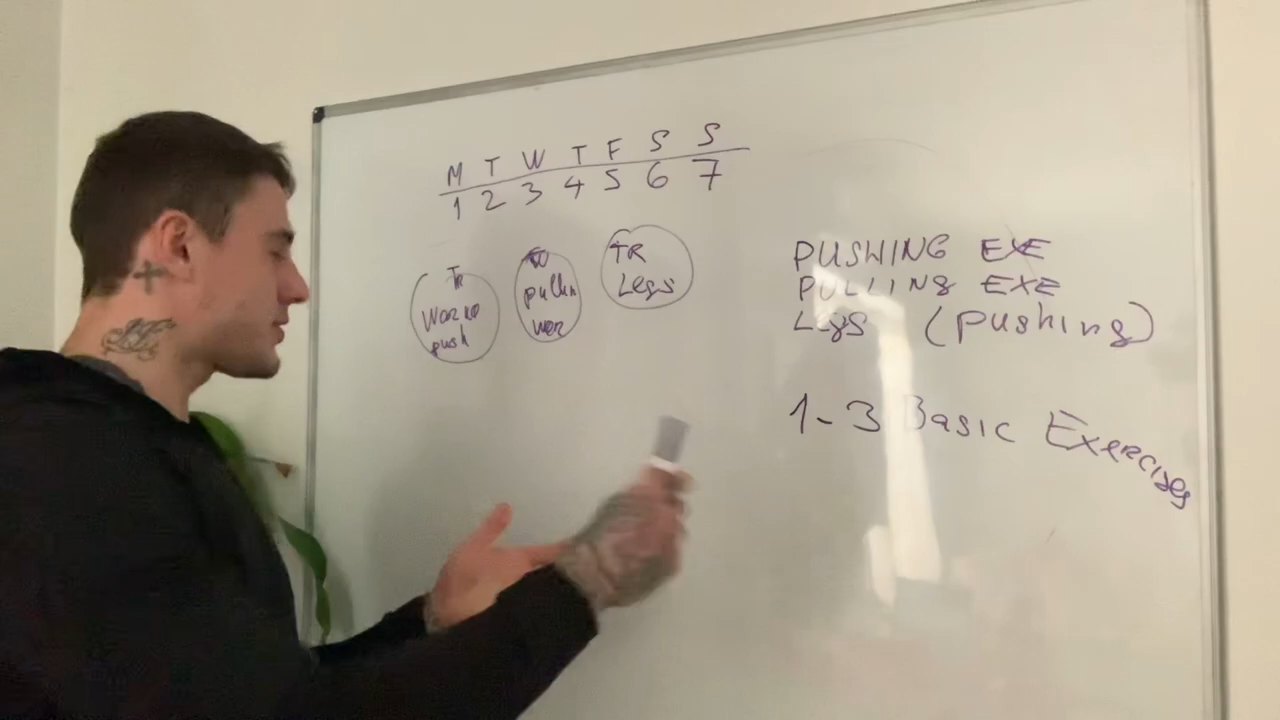 M T W T F S S
1 2 3 4 5 6 7
TR
push
TR
Legs
PUSHING EXE
PULLING EXE
Legs (pushing)
1-3 Basic Exercises